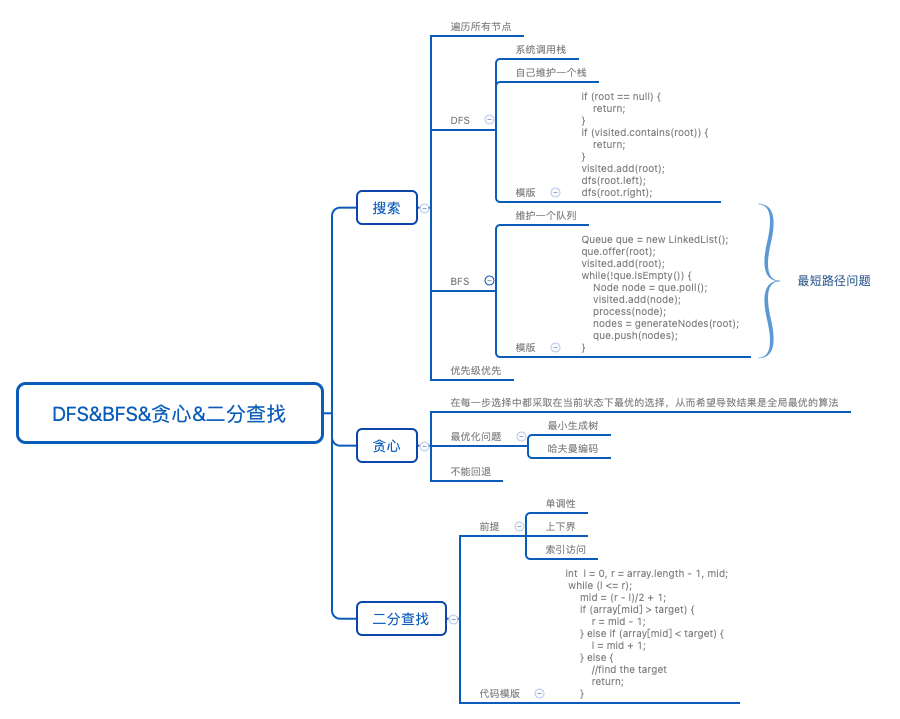 DFS&BFS&贪心&二分查找
搜索
遍历所有节点
DFS
系统调用栈
自己维护一个栈
模版
if (root == null) {
return;
}
if (visited.contains(root)) {
return;
}
visited.add(root);
dfs(root.left);
dfs(root.right);
BFS
维护一个队列
模版
Queue que = new LinkedList();
que.offer(root);
visited.add(root);
while(!que.isEmpty()) {
Node node = que.poll();
visited.add(node);
process(node);
nodes = generateNodes(root);
que.push(nodes);
}
最短路径问题
优先级优先
贪心
在每一步选择中都采取在当前状态下最优的选择，从而希望导致结果是全局最优的算法
最优化问题
最小生成树
哈夫曼编码
不能回退
二分查找
前提
单调性
上下界
索引访问
代码模版
int  l = 0, r = array.length - 1, mid;
while (l <= r);
mid = (r - l)/2 + 1;
if (array[mid] > target) {
r = mid - 1;
} else if (array[mid] < target) {
l = mid + 1;
} else {
//find the target
return;
}